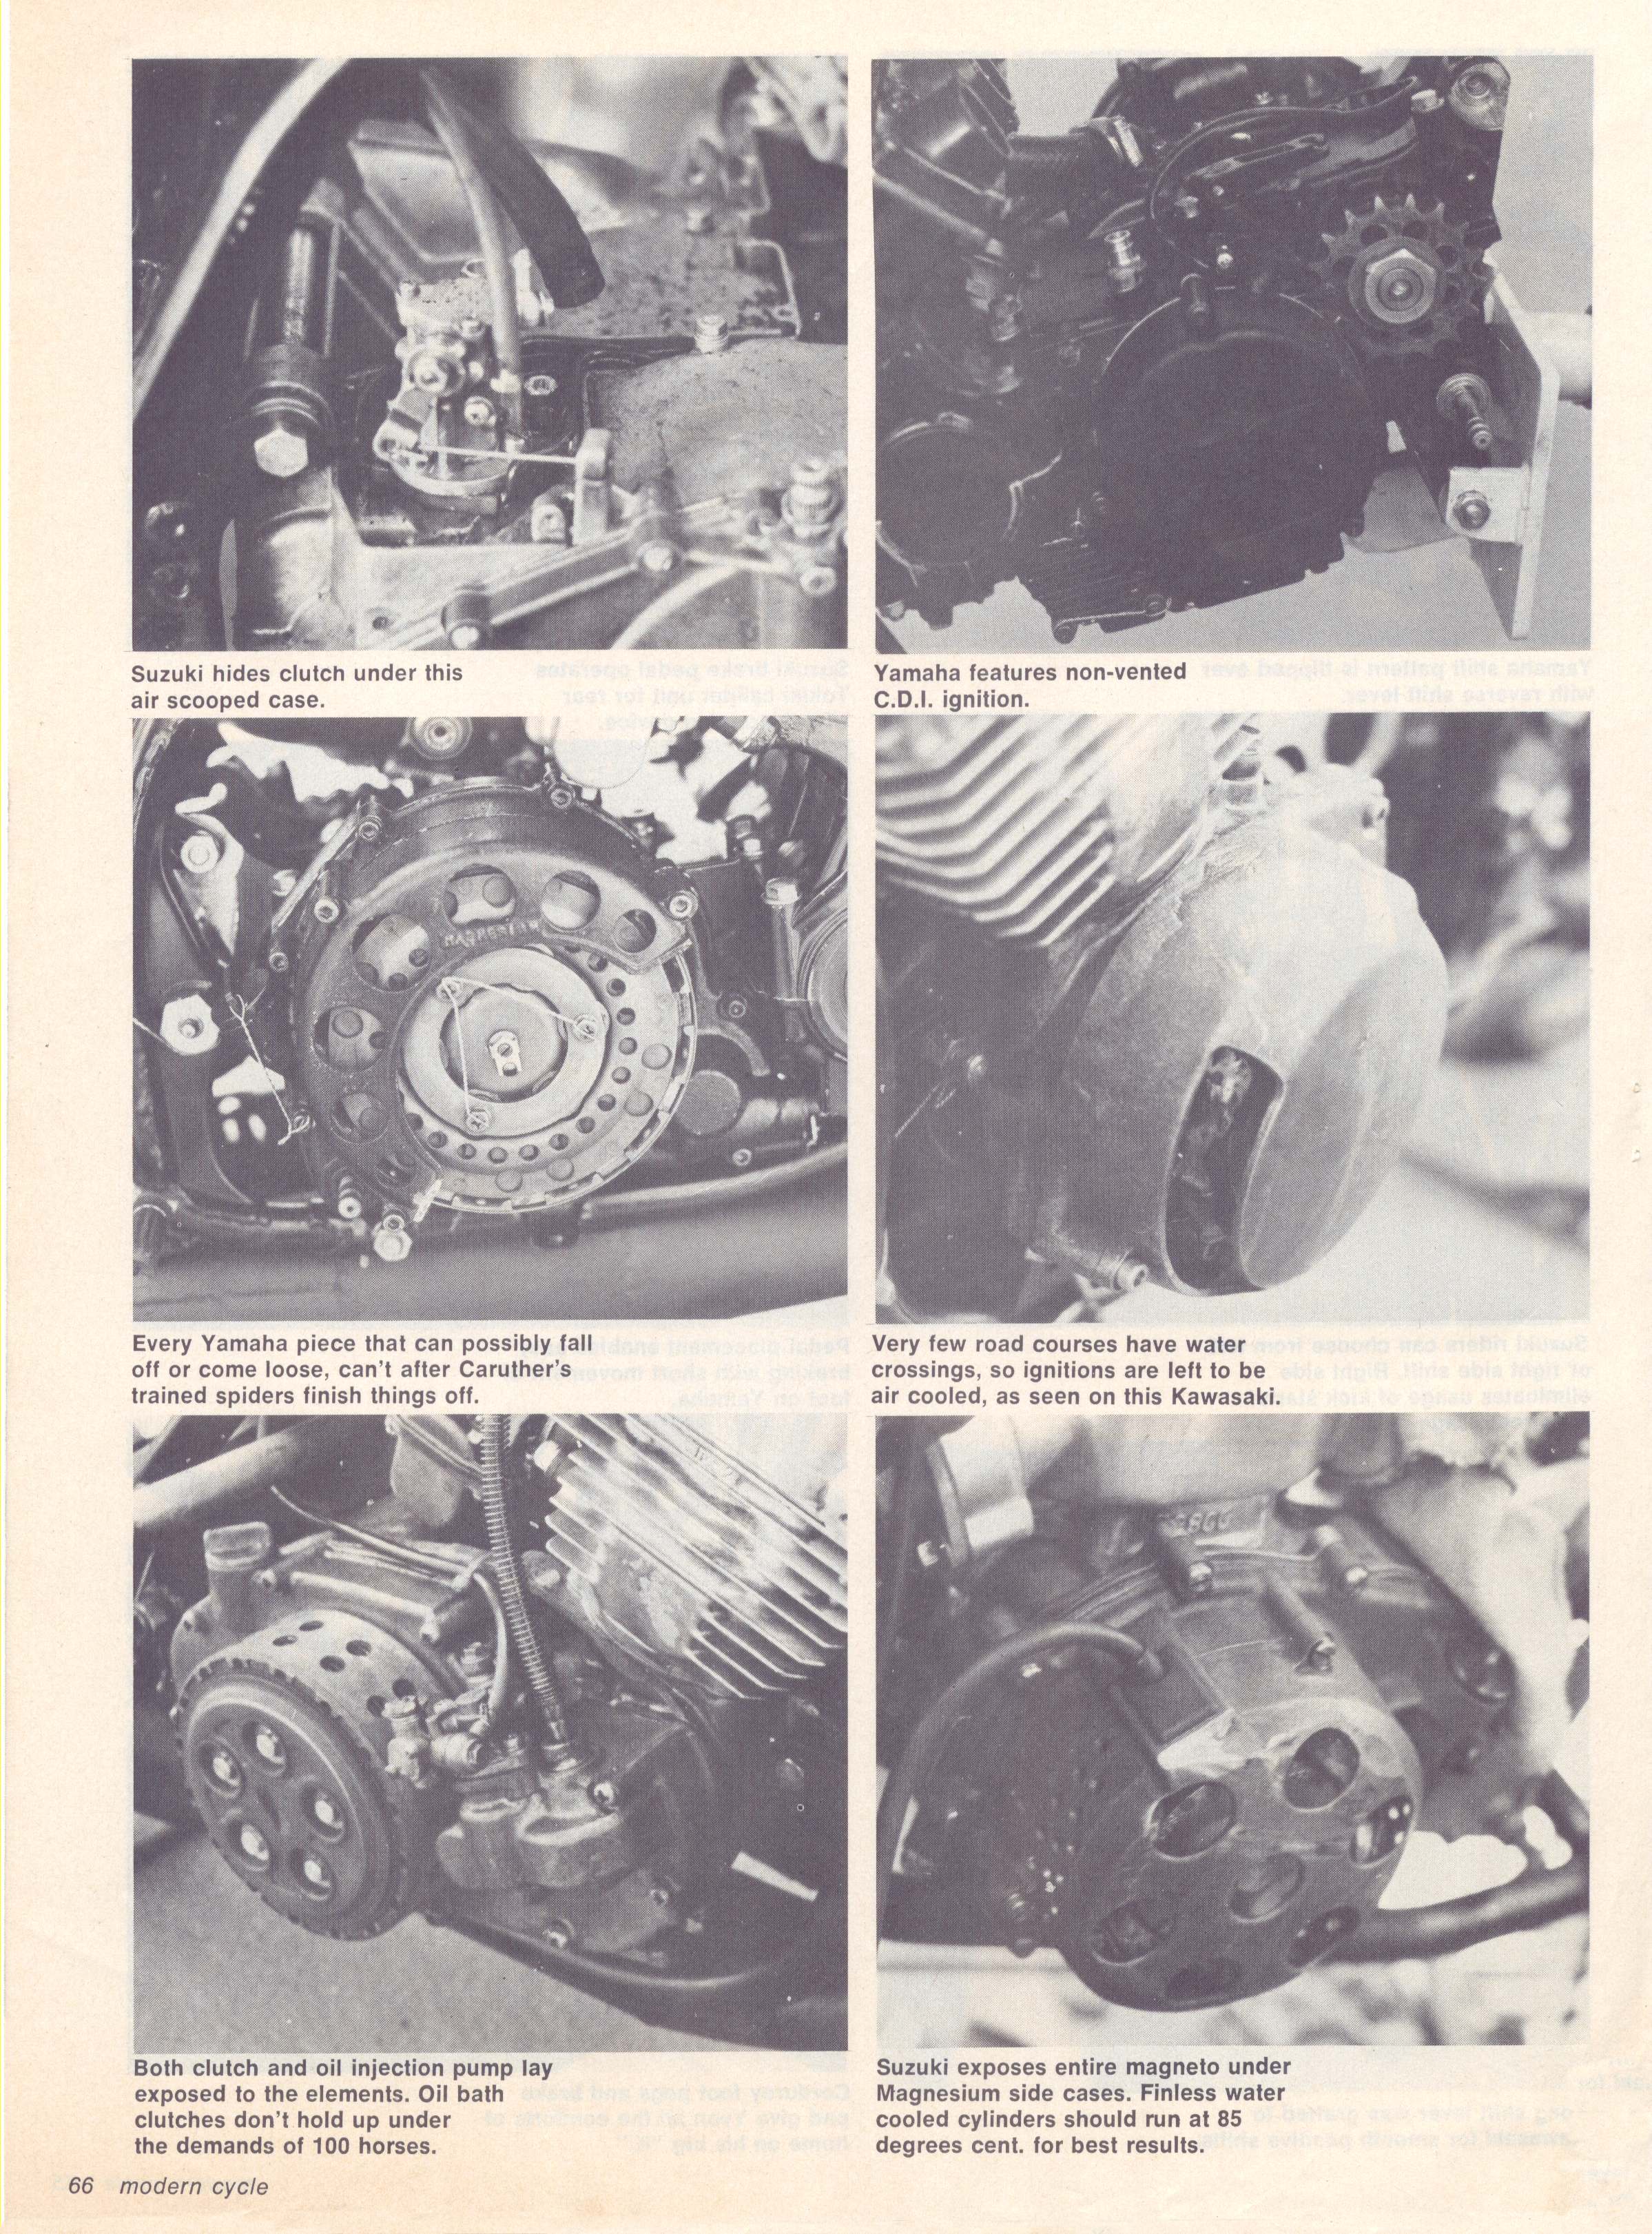 Suzuki hides clutch under this
air scooped case.
Yamaha features non-vented
C.D.I. ignition.
Every Yamaha piece that can possibly fall
off or come loose, can't after Caruther's
trained spiders finish things off.
Very few road courses have water
crossings, so ignitions are left to be
air cooled, as seen on this Kawasaki.
Both clutch and oil injection pump lay
exposed to the elements. Oil bath
clutches don't hold up under
the demands of 100 horses.
Suzuki exposes entire magneto under
Magnesium side cases. Finless water
cooled cylinders should run at 85
degrees cent. for best results.
66 modern cycle